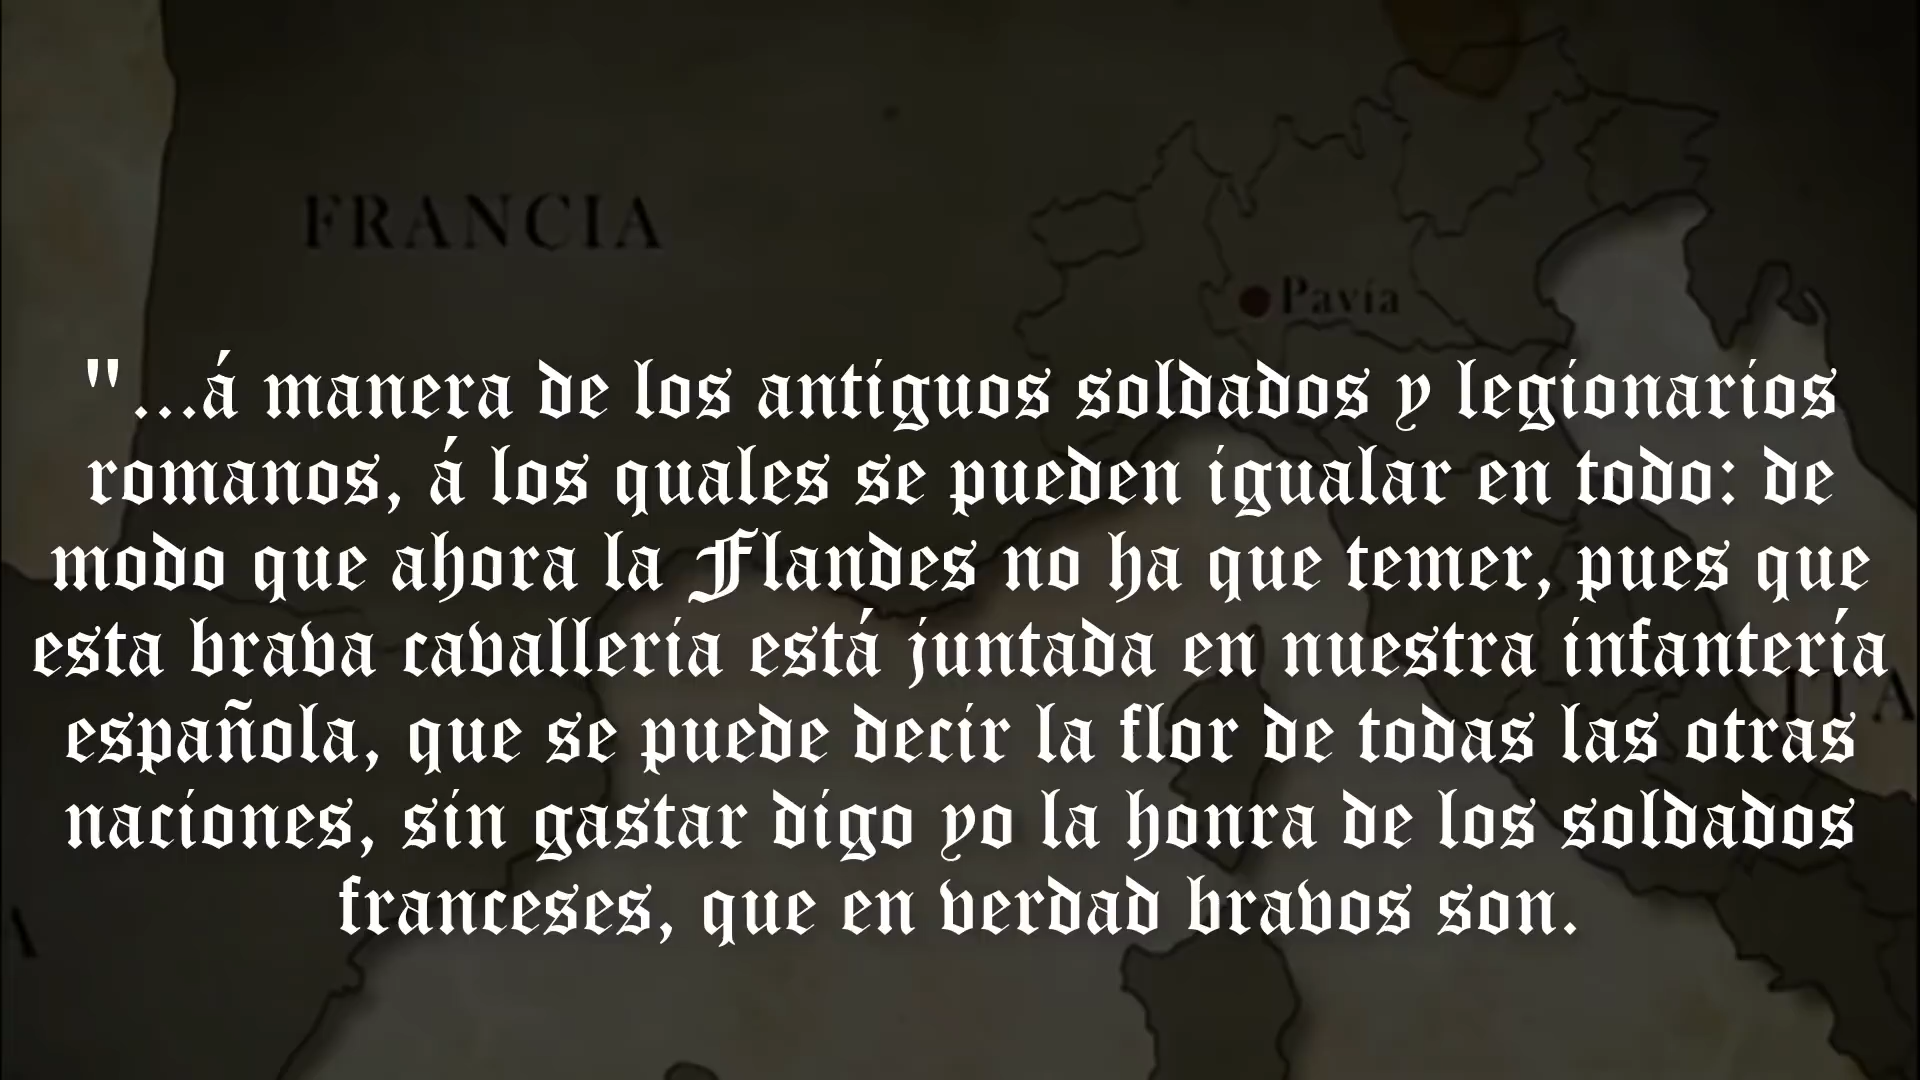 FRANCIA
Pavía
"...á manera de los antiguos soldados y legionarios
romanos, á los quales se pueden igualar en todo: de
modo que ahora la Flandes no ha que temer, pues que
esta brava cavallería está juntada en nuestra infantería
ITA
española, que se puede decir la flor de todas las otras
naciones, sin gastar digo yo la honra de los soldados
franceses, que en verdad bravos son.
A